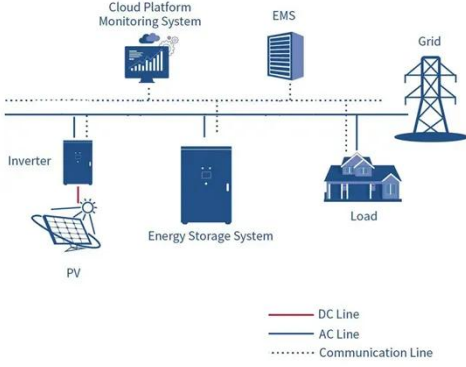 Cloud Platform
Monitoring System
EMS
Grid
Inverter
Energy Storage System
Load
PV
DC Line
AC Line
Communication Line